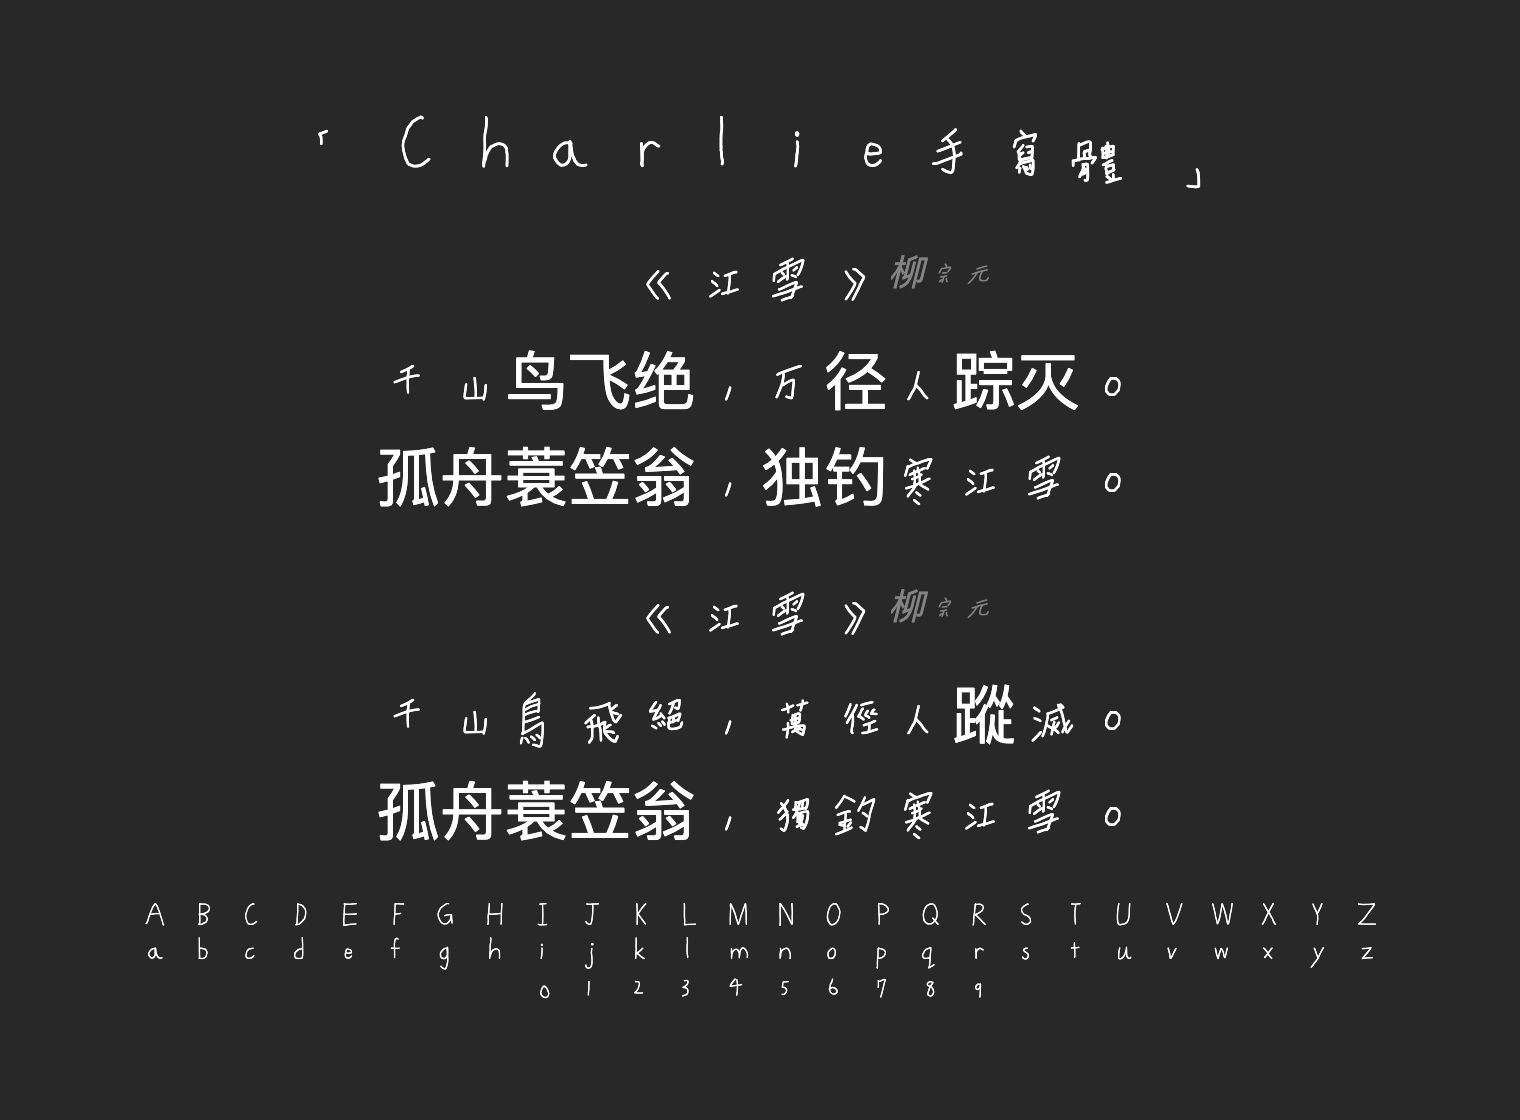 「Charlie手寫體」
《江雪》柳宗元
千山鸟飞绝，万径人踪灭。
孤舟蓑笠翁，独钓寒江雪。
《江雪》柳宗元
千山鳥飛絕，萬徑人蹤滅。
孤舟蓑笠翁，獨釣寒江雪。
A B C D E F G H I J K L M N O P Q R S T U V W X Y Z
a b c d e f g h i j k l m n o p q r s t u v w x y z
0 1 2 3 4 5 6 7 8 9